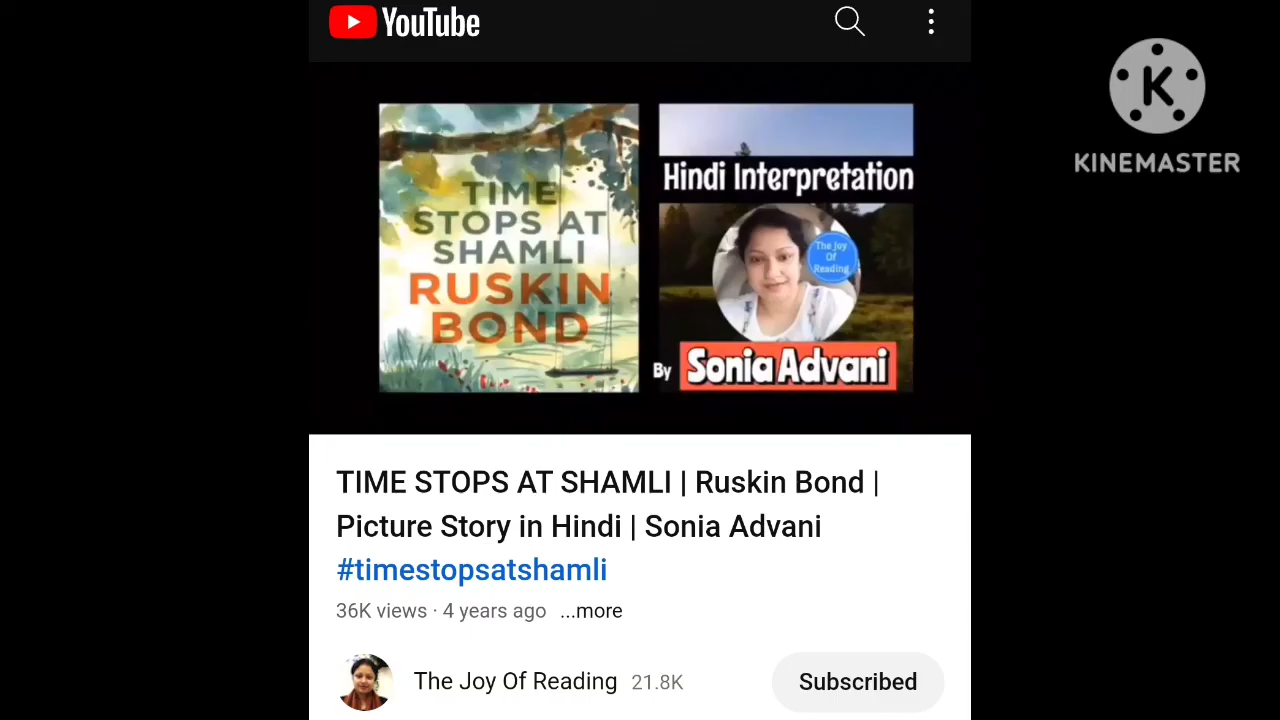 YouTube
KINEMASTER
TIME
STOPS AT
SHAMLI
RUSKIN
BOND
Hindi Interpretation
The Joy
Of
Reading
By Sonia Advani
TIME STOPS AT SHAMLI | Ruskin Bond |
Picture Story in Hindi | Sonia Advani
#timestopsatshamli
36K views · 4 years ago ...more
The Joy Of Reading 21.8K Subscribed